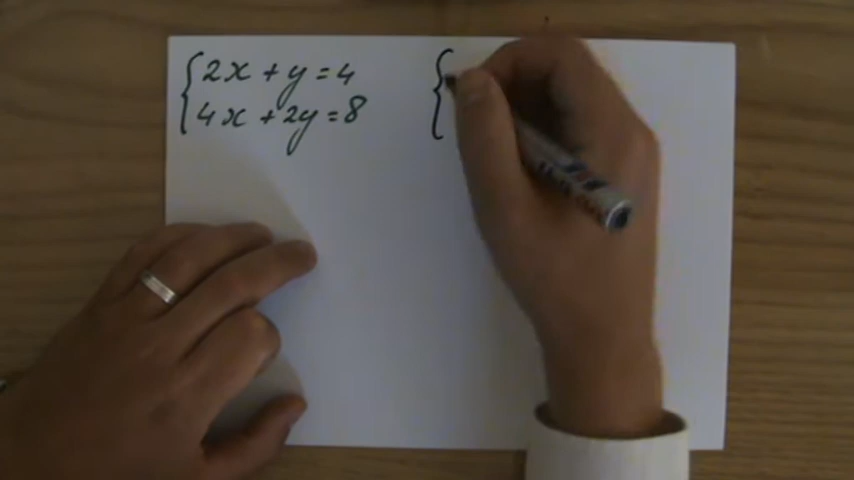 2x + y = 4
4x + 2y = 8